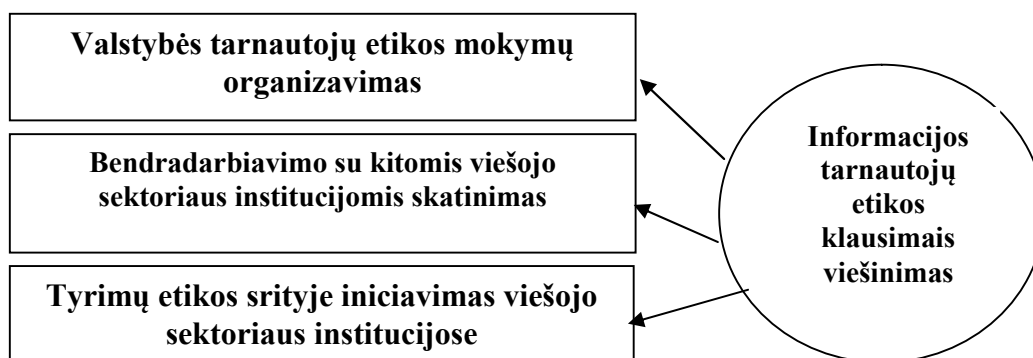 Valstybės tarnautojų etikos mokymų
organizavimas
Bendradarbiavimo su kitomis viešojo
sektoriaus institucijomis skatinimas
Tyrimų etikos srityje iniciavimas viešojo
sektoriaus institucijose
Informacijos
tarnautojų
etikos
klausimais
viešinimas